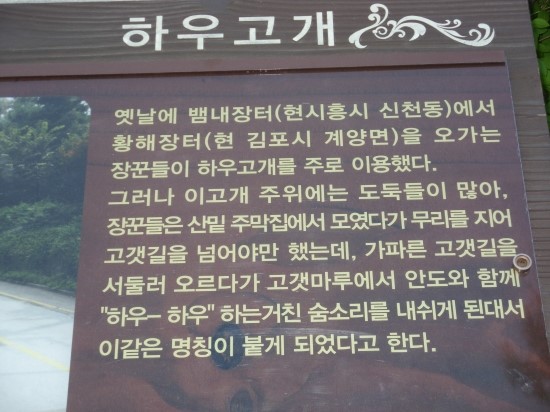 하우고개
옛날에 뱀내장터(현시흥시 신천동)에서
황해장터(현 김포시 계양면)을 오가는
장꾼들이 하우고개를 주로 이용했다.
그러나 이고개 주위에는 도둑들이 많아,
장꾼들은 산밑 주막집에서 모였다가 무리를 지어
고갯길을 넘어야만 했는데, 가파른 고갯길을
서둘러 오르다가 고갯마루에서 안도와 함께
"하우- 하우" 하는거친 숨소리를 내쉬게 된대서
이같은 명칭이 붙게 되었다고 한다.